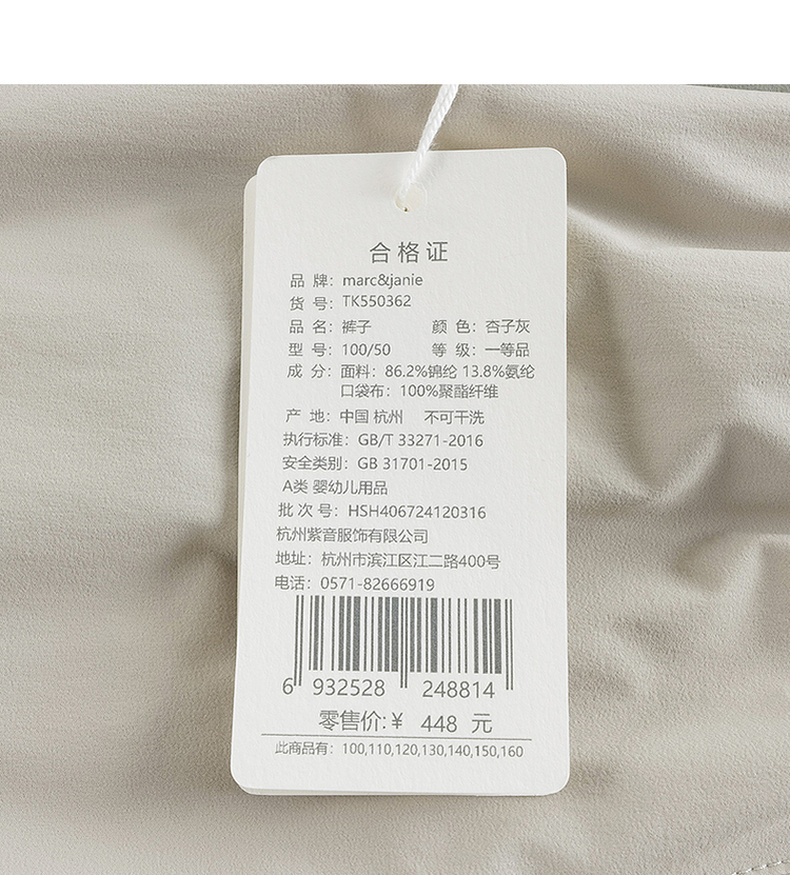 合格证
品 牌：marc&janie
货 号：TK550362
品 名：裤子 颜 色：杏子灰
型 号：100/50 等 级：一等品
成 分：面料：86.2%锦纶 13.8%氨纶
口袋布：100%聚酯纤维
产 地：中国 杭州 不可干洗
执行标准：GB/T 33271-2016
安全类别：GB 31701-2015
A类 婴幼儿用品
批 次 号：HSH406724120316
杭州紫音服饰有限公司
地址：杭州市滨江区江二路400号
电话：0571-82666919
6 932528 248814
零售价:￥ 448 元
此商品有：100,110,120,130,140,150,160